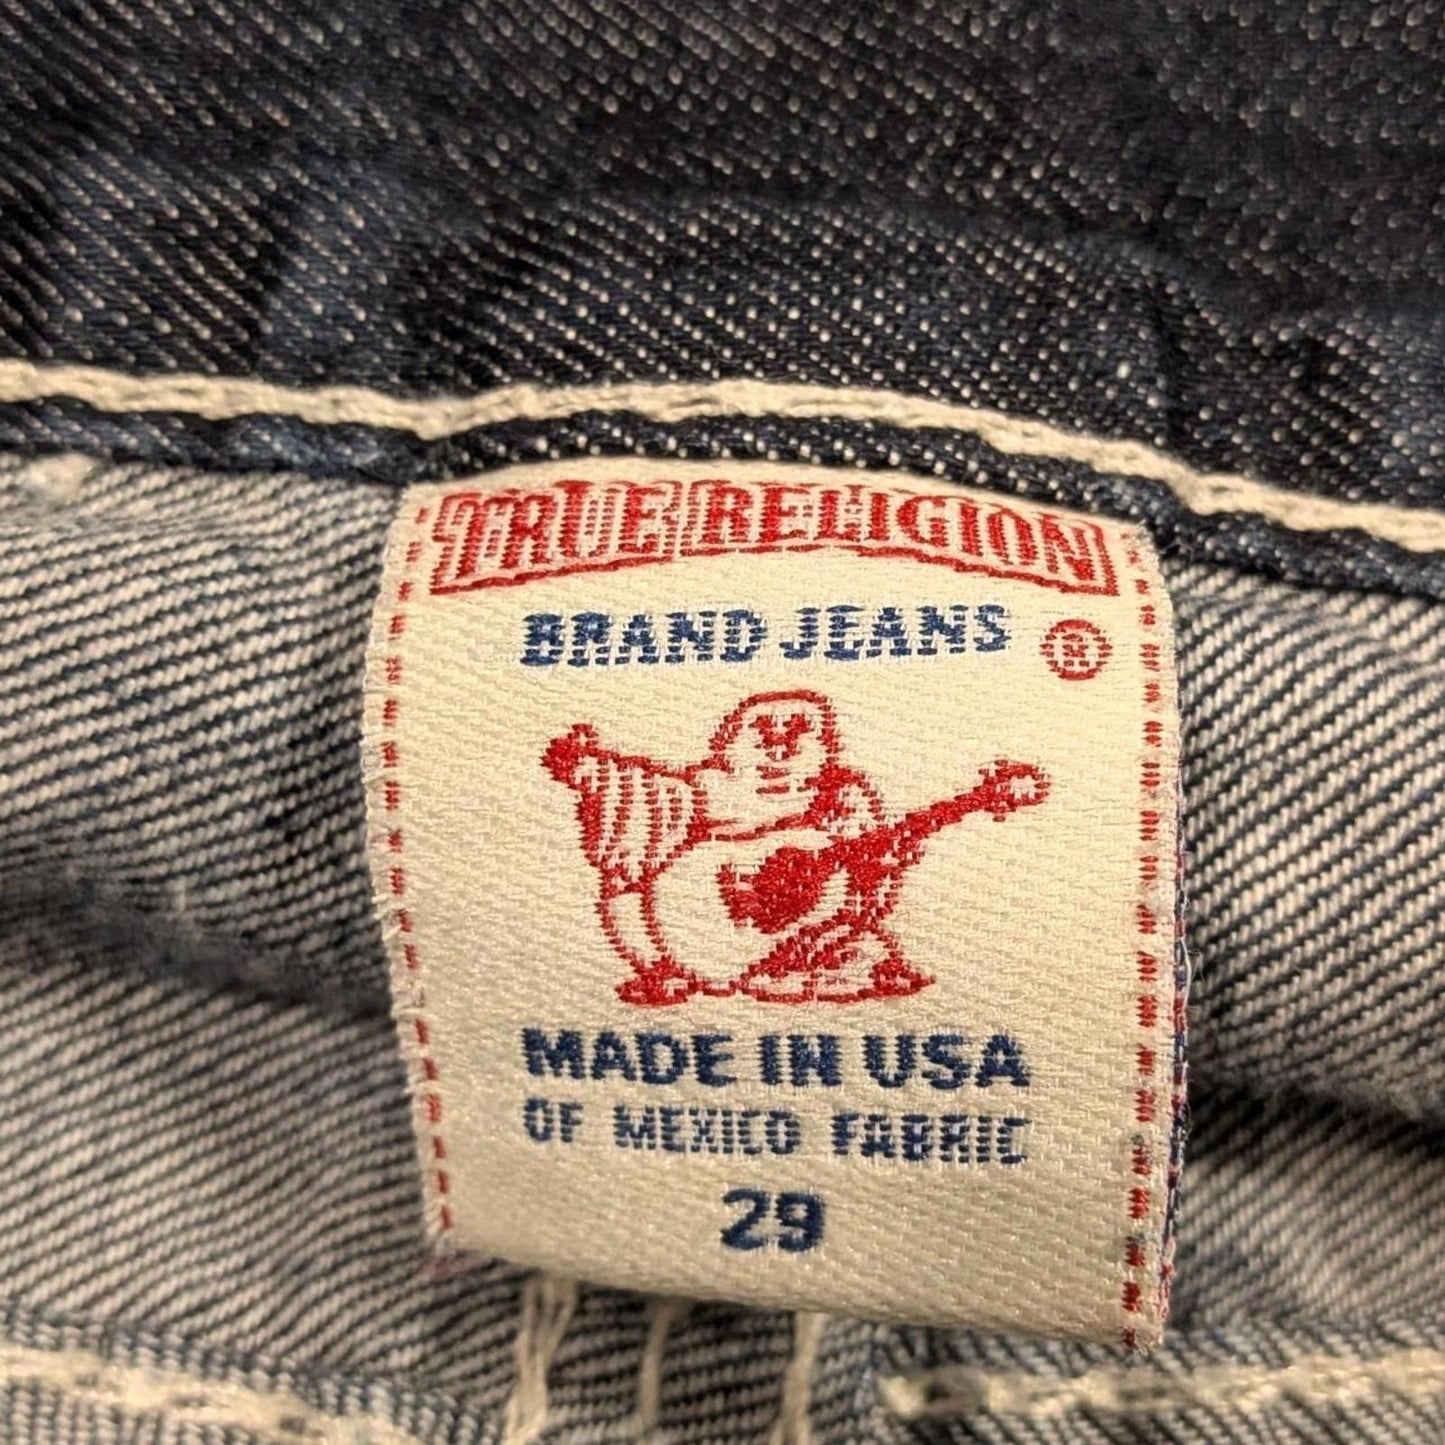 TRUE RELIGION
BRAND JEANS ®
MADE IN USA
OF MEXICO FABRIC
29